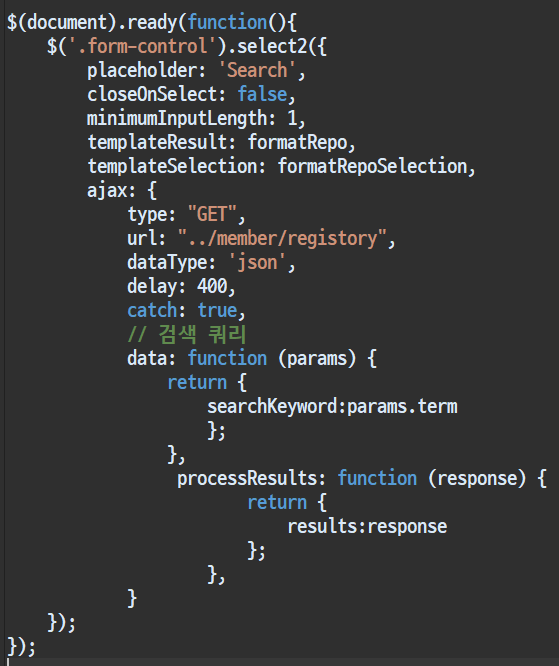 $(document).ready(function(){
    $('.form-control').select2({
        placeholder: 'Search',
        closeOnSelect: false,
        minimumInputLength: 1,
        templateResult: formatRepo,
        templateSelection: formatRepoSelection,
        ajax: {
            type: "GET",
            url: "../member/registory",
            dataType: 'json',
            delay: 400,
            catch: true,
            // 검색 쿼리
            data: function (params) {
                return {
                    searchKeyword:params.term
                    };
                },
                 processResults: function (response) {
                        return {
                            results:response
                        };
                    },
            }
    });
});